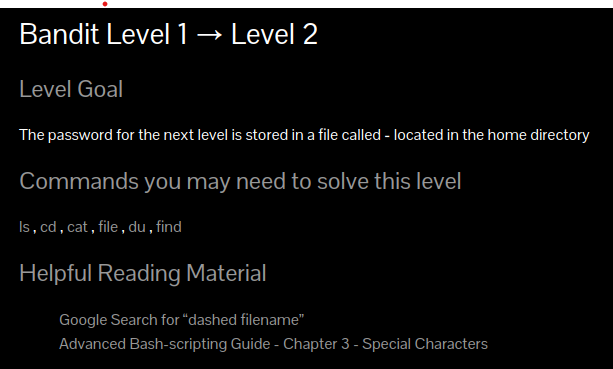 Bandit Level 1 → Level 2
Level Goal
The password for the next level is stored in a file called - located in the home directory
Commands you may need to solve this level
ls , cd , cat , file , du , find
Helpful Reading Material
Google Search for “dashed filename”
Advanced Bash-scripting Guide - Chapter 3 - Special Characters